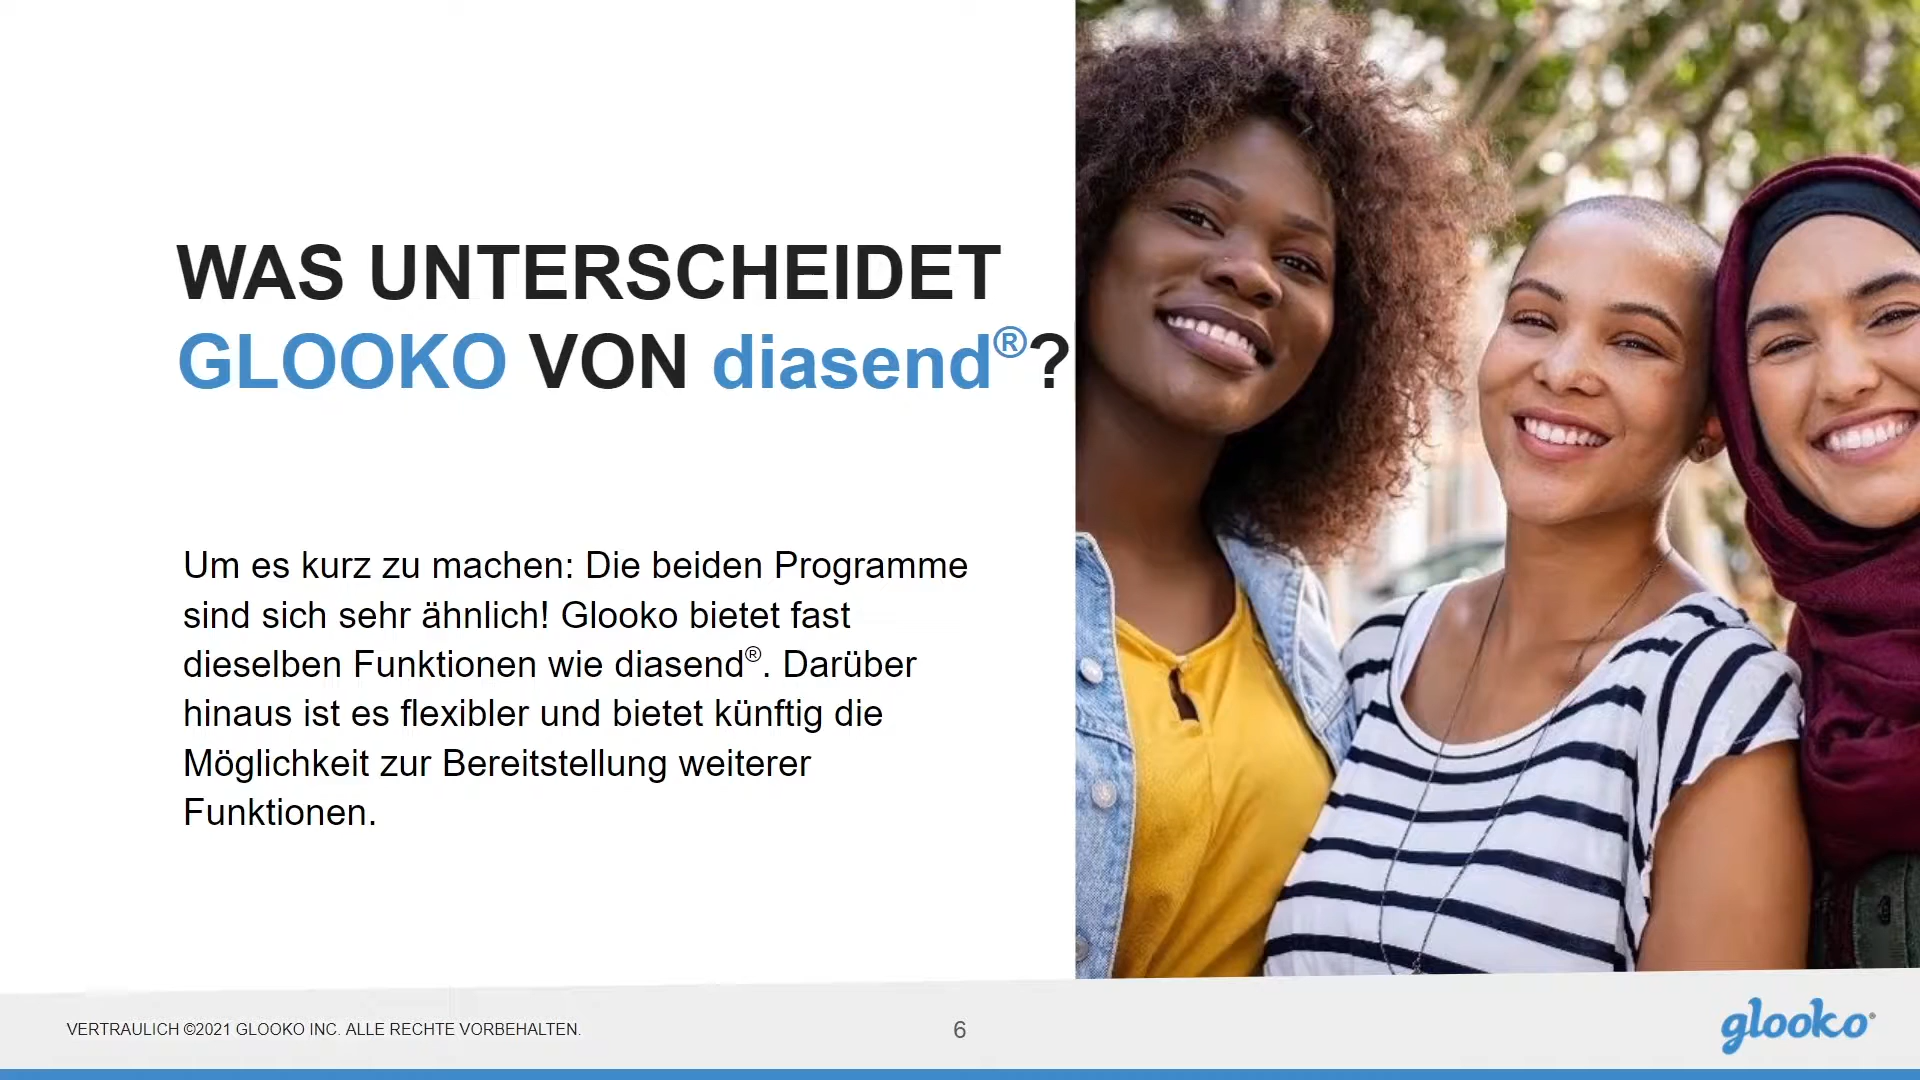 WAS UNTERSCHEIDET
GLOOKO VON diasend®?
Um es kurz zu machen: Die beiden Programme
sind sich sehr ähnlich! Glooko bietet fast
dieselben Funktionen wie diasend®. Darüber
hinaus ist es flexibler und bietet künftig die
Möglichkeit zur Bereitstellung weiterer
Funktionen.
VERTRAULICH ©2021 GLOOKO INC. ALLE RECHTE VORBEHALTEN.
6
glooko®